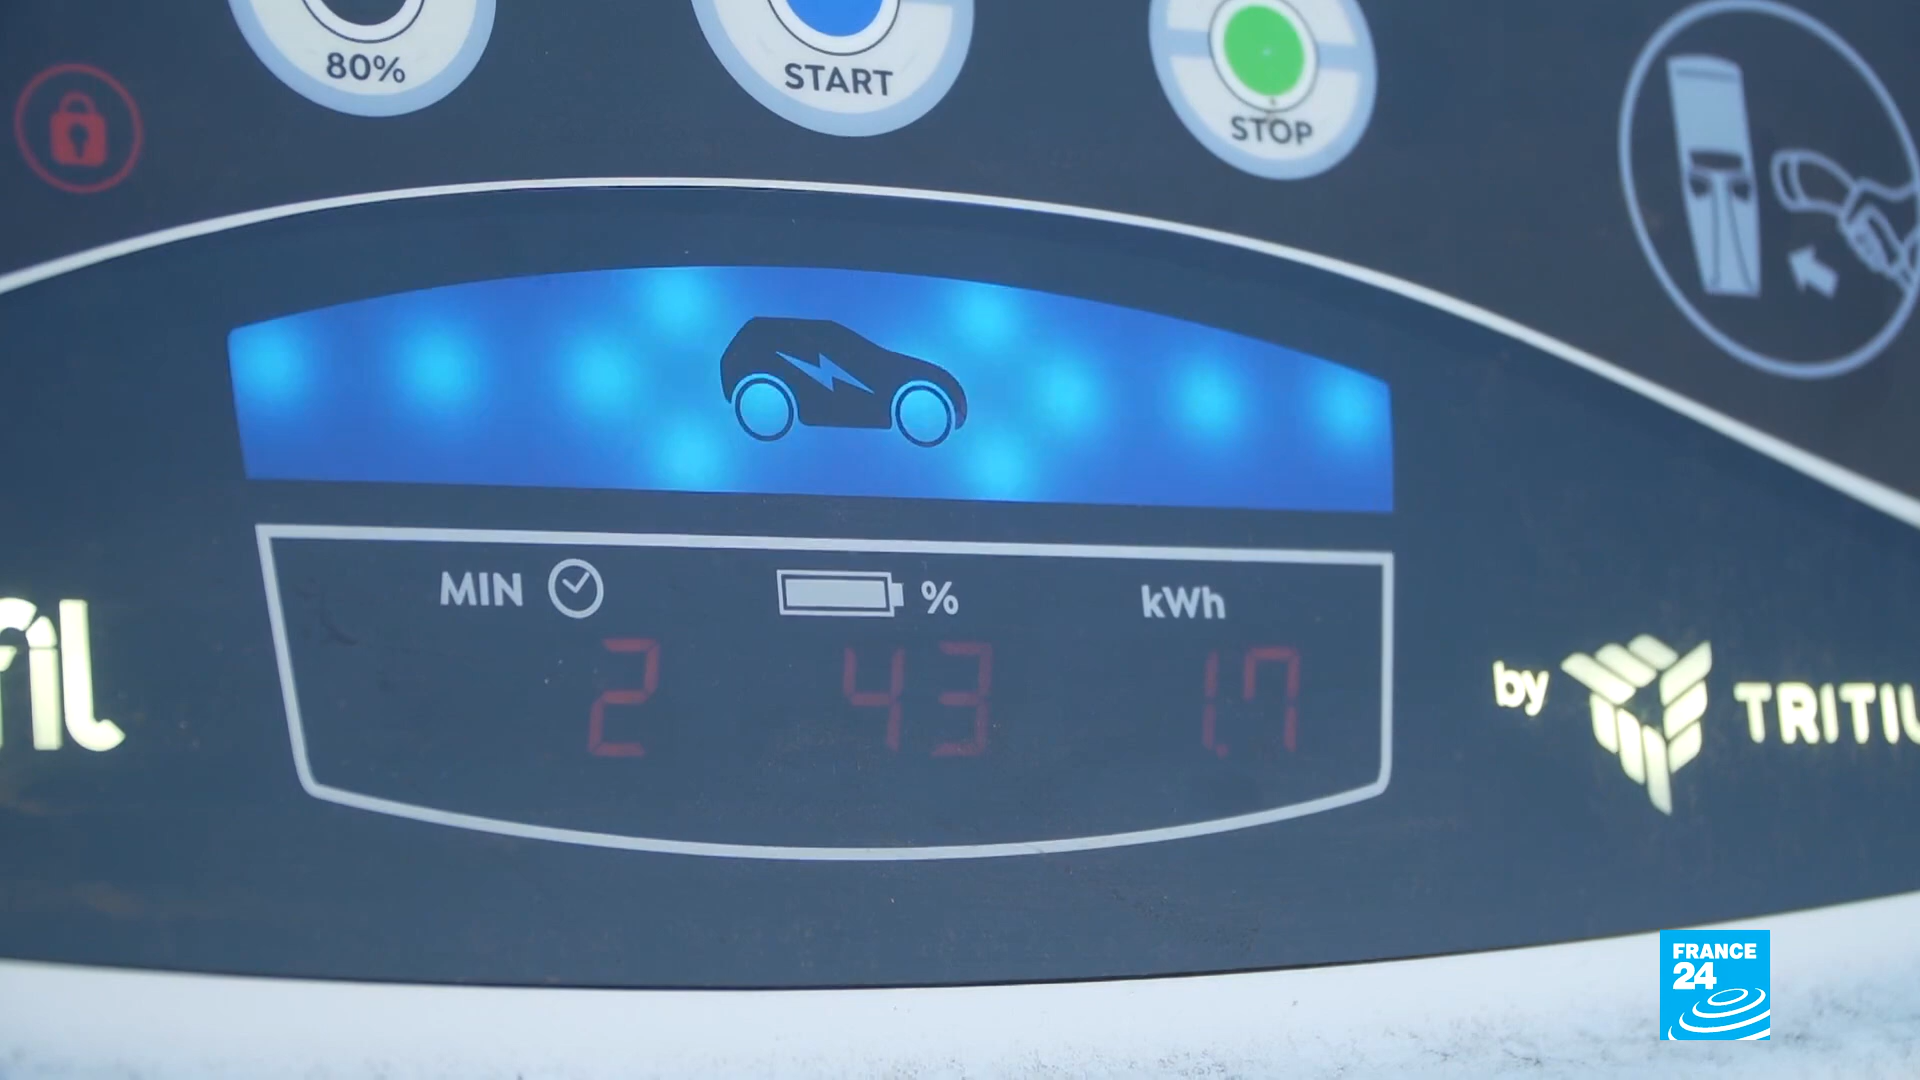 80%
START
STOP
MIN
%
kWh
2
43
1.7
fil
by
TRITIU
FRANCE
24